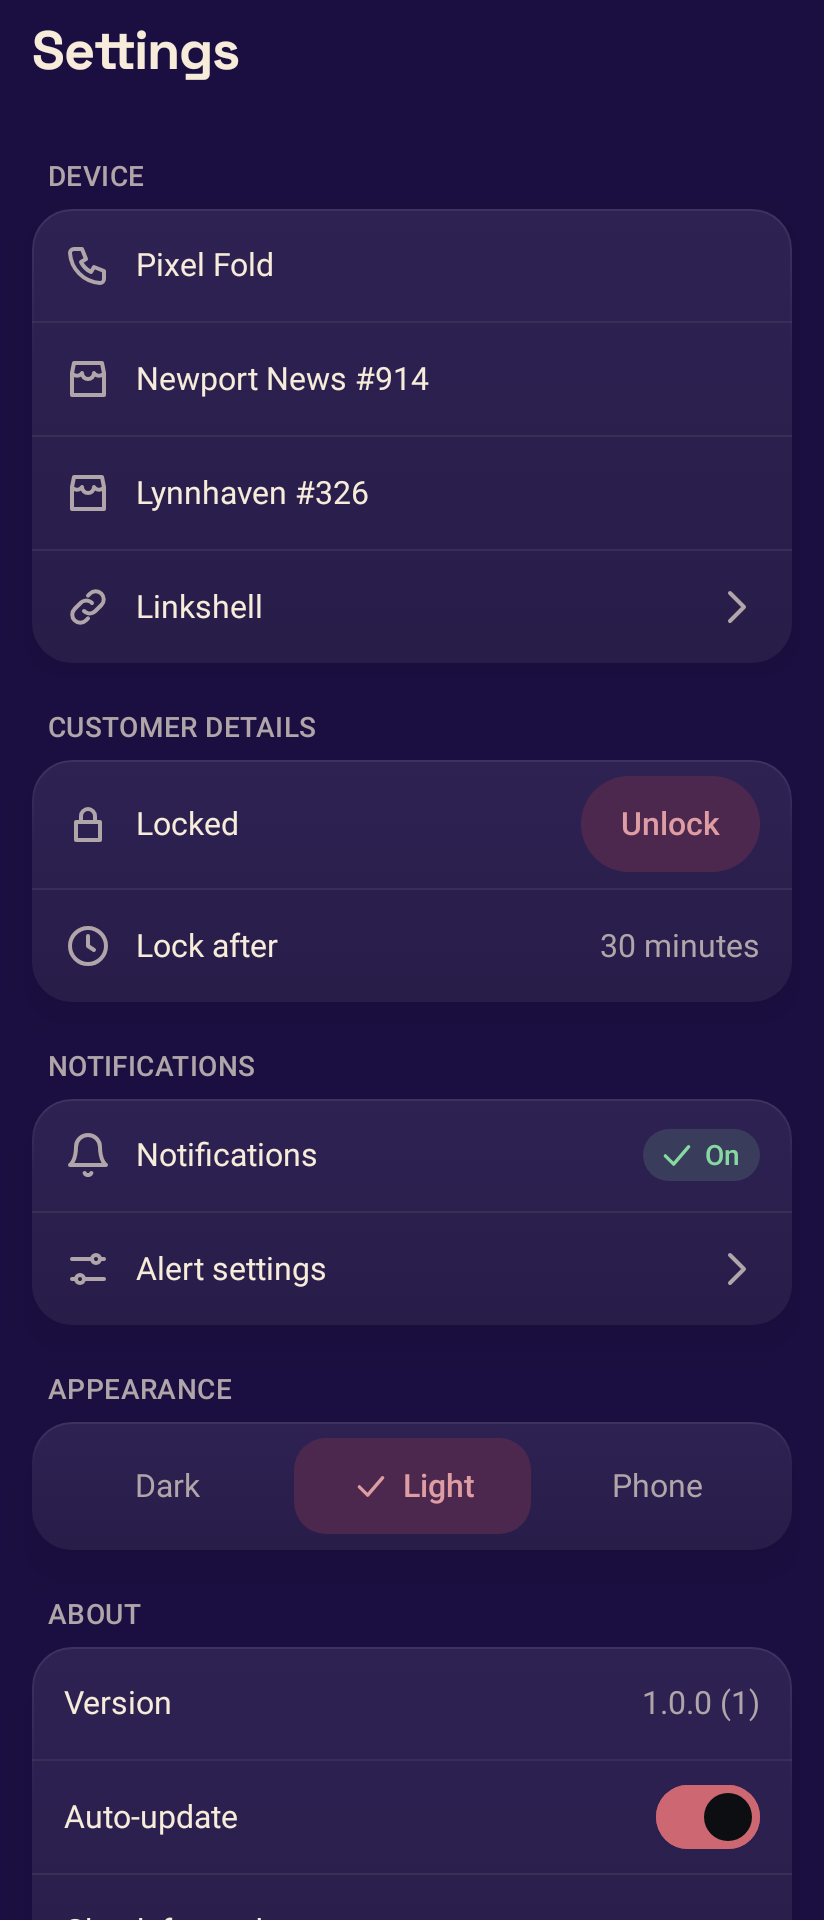 Settings
DEVICE
Pixel Fold
Newport News #914
Lynnhaven #326
Linkshell
CUSTOMER DETAILS
Locked Unlock
Lock after 30 minutes
NOTIFICATIONS
Notifications On
Alert settings
APPEARANCE
Dark Light Phone
ABOUT
Version 1.0.0 (1)
Auto-update